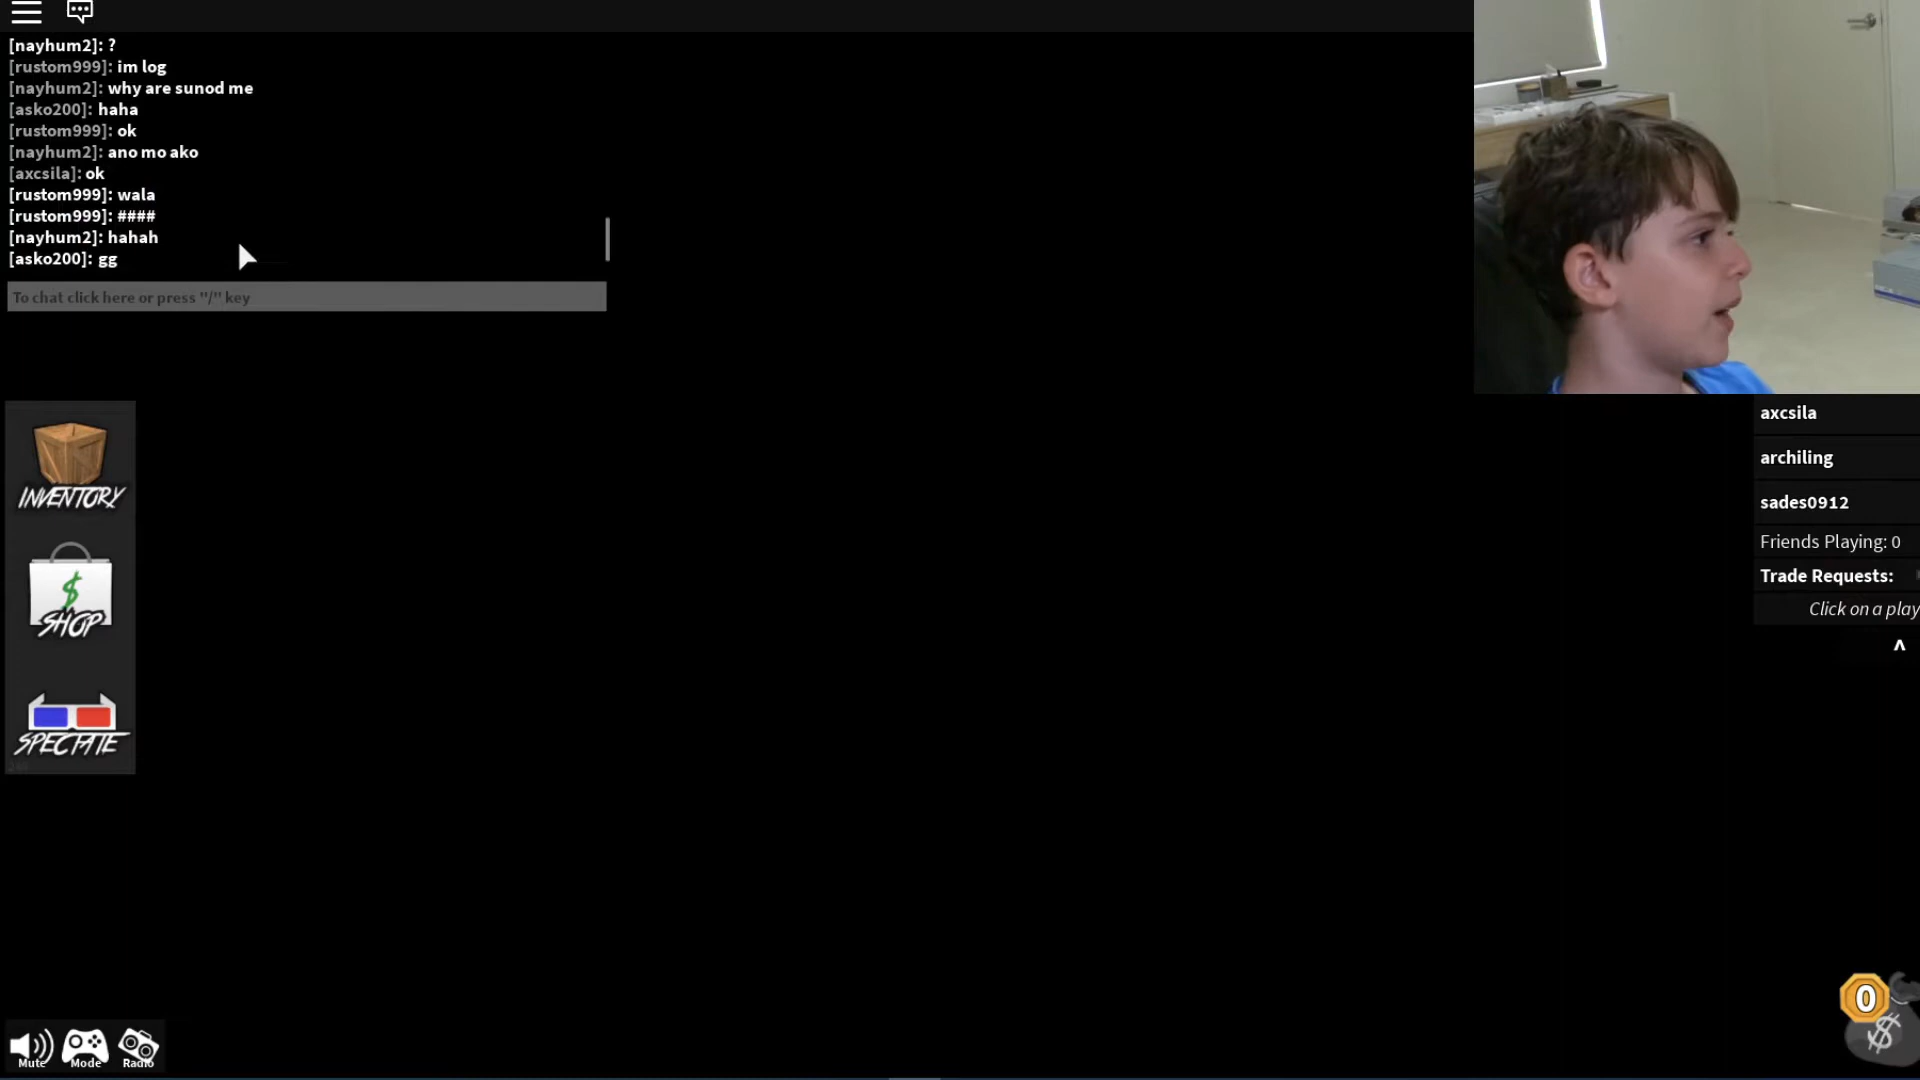 [nayhum2]: ?
[rustom999]: im log
[nayhum2]: why are sunod me
[asko200]: haha
[rustom999]: ok
[nayhum2]: ano mo ako
[axcsila]: ok
[rustom999]: wala
[rustom999]: ####
[nayhum2]: hahah
[asko200]: gg
To chat click here or press "/" key
INVENTORY
$
SHOP
SPECTATE
axcsila
archiling
sades0912
Friends Playing: 0
Trade Requests:
Click on a play
^
0
$
Mute
Mode
Radio